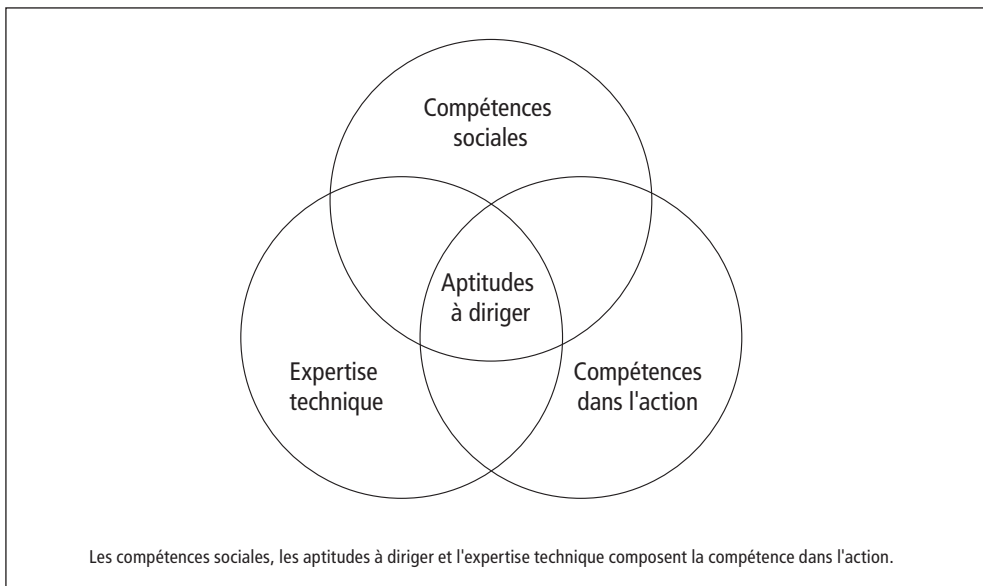 Compétences
sociales
Aptitudes
à diriger
Expertise
technique
Compétences
dans l'action
Les compétences sociales, les aptitudes à diriger et l'expertise technique composent la compétence dans l'action.